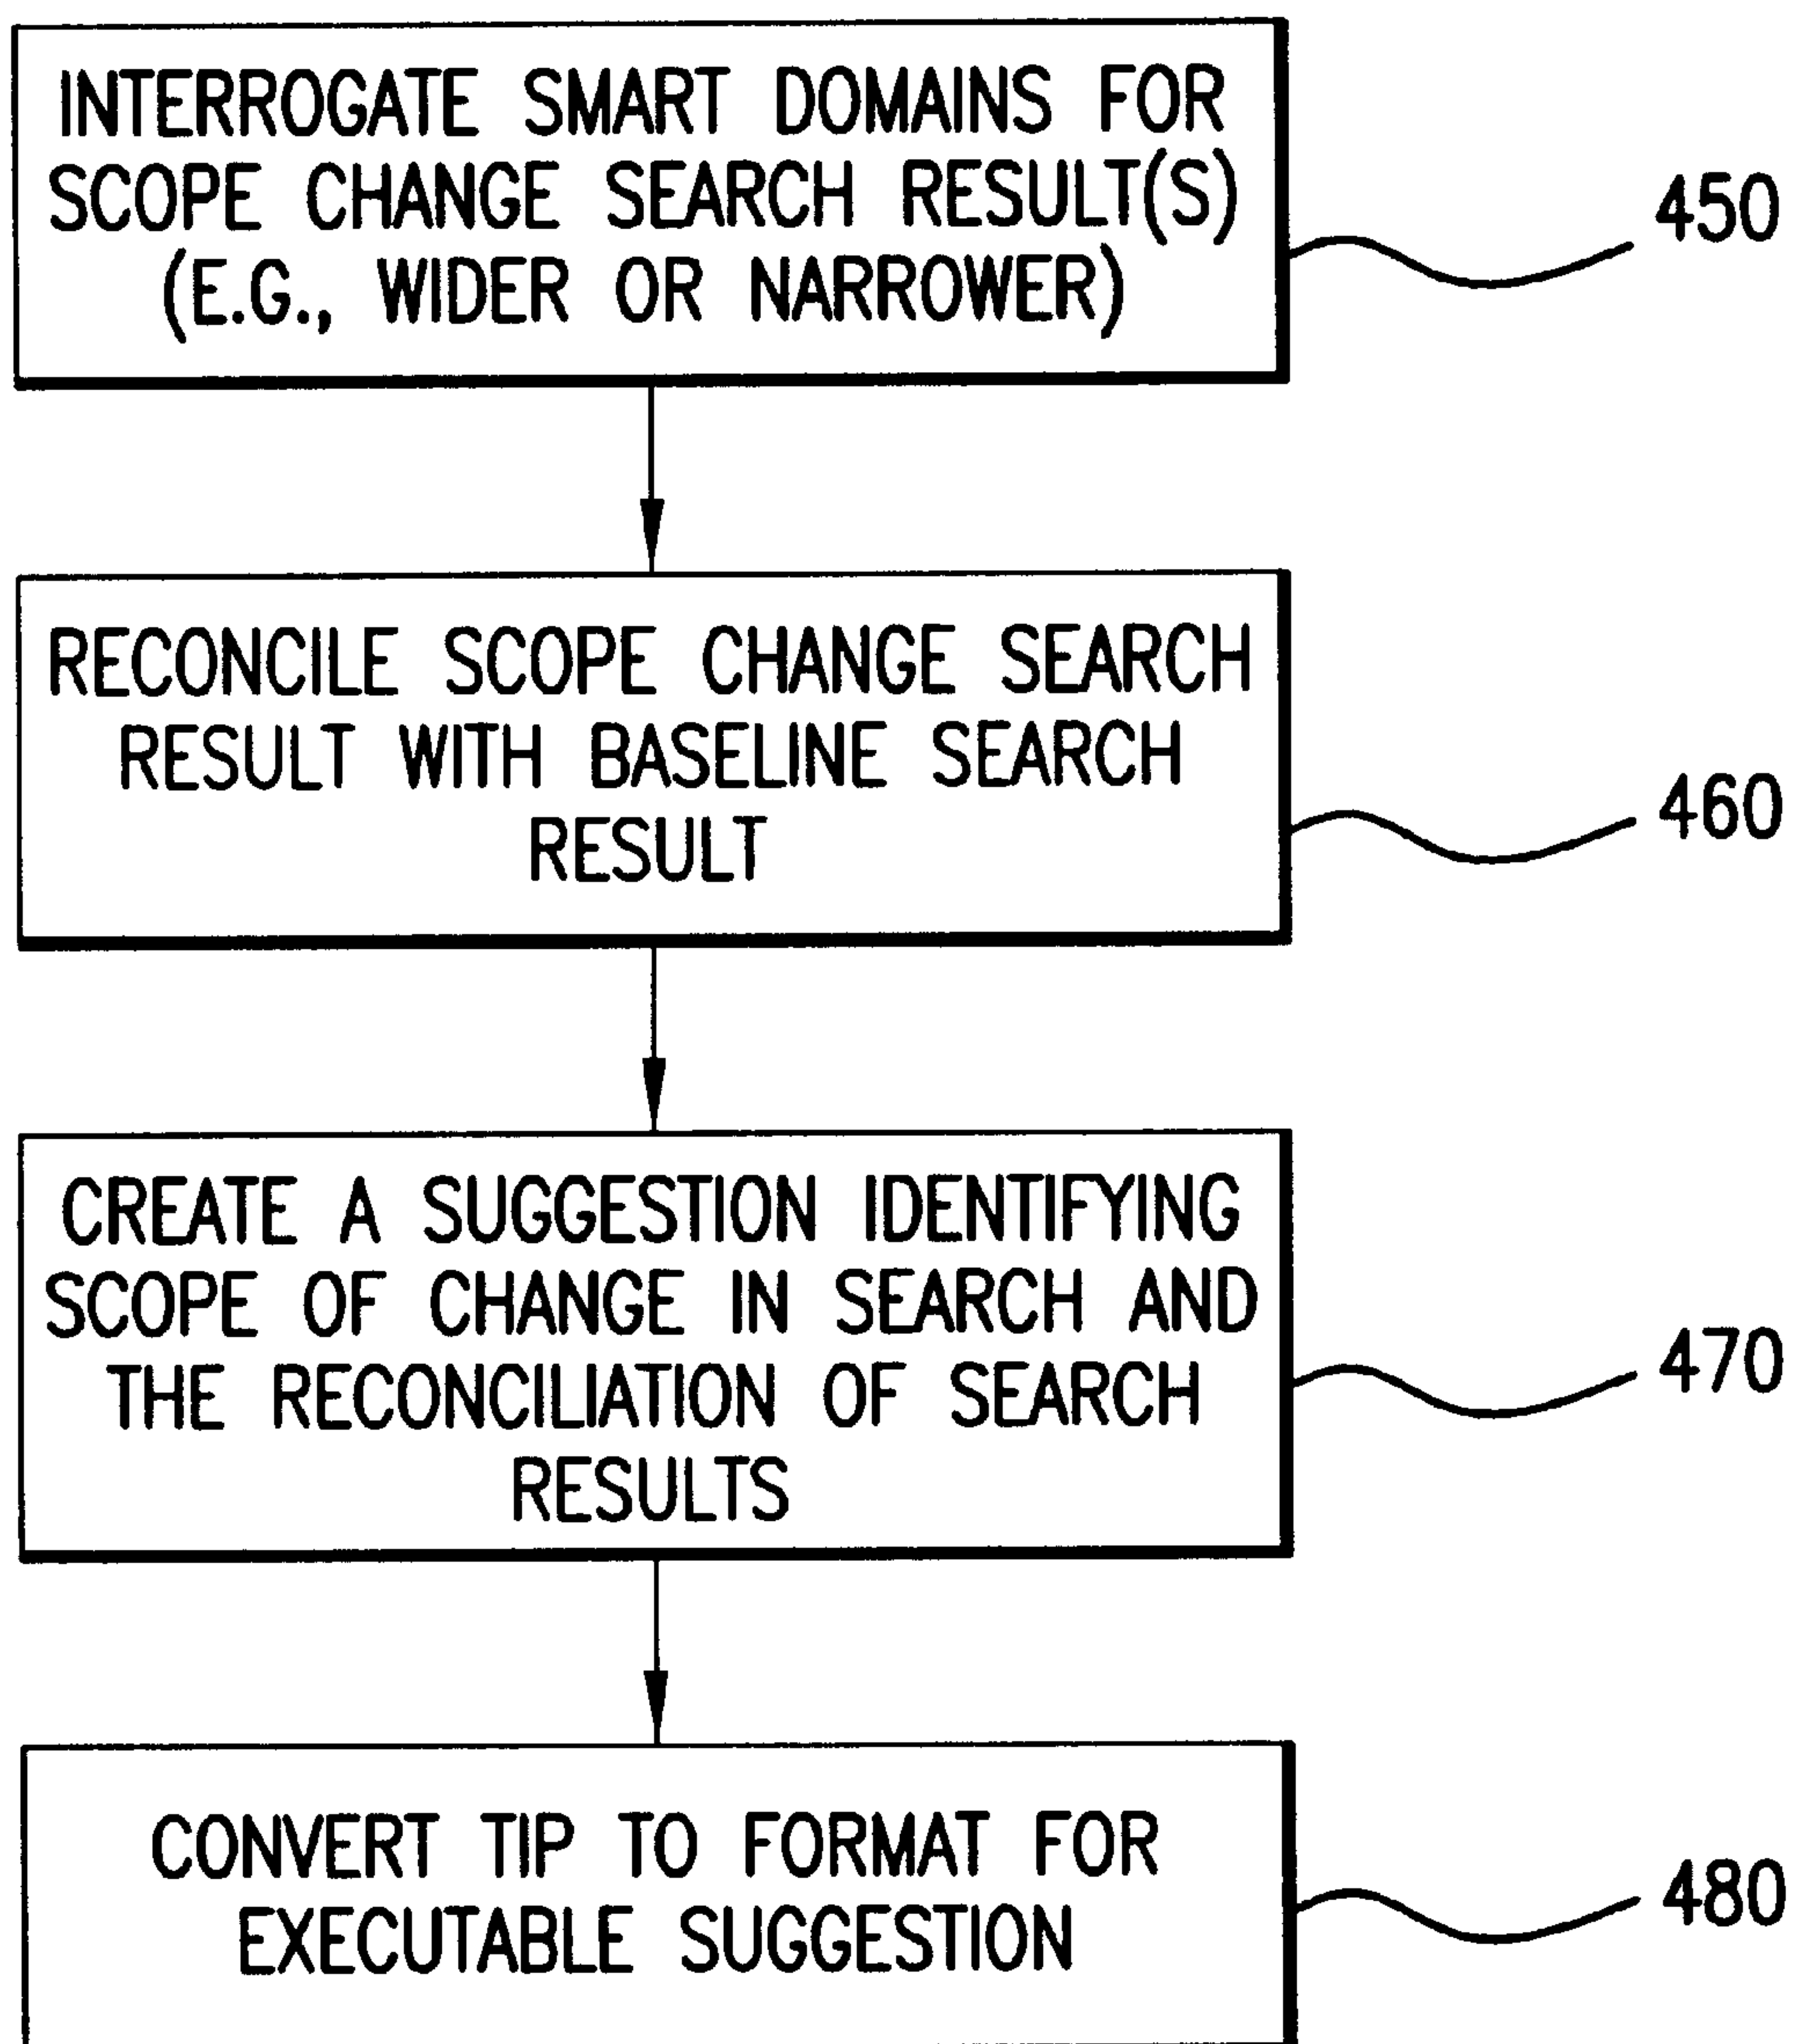 INTERROGATE SMART DOMAINS FOR
SCOPE CHANGE SEARCH RESULT(S)
(E.G., WIDER OR NARROWER)
450
RECONCILE SCOPE CHANGE SEARCH
RESULT WITH BASELINE SEARCH
RESULT
460
CREATE A SUGGESTION IDENTIFYING
SCOPE OF CHANGE IN SEARCH AND
THE RECONCILIATION OF SEARCH
RESULTS
470
CONVERT TIP TO FORMAT FOR
EXECUTABLE SUGGESTION
480